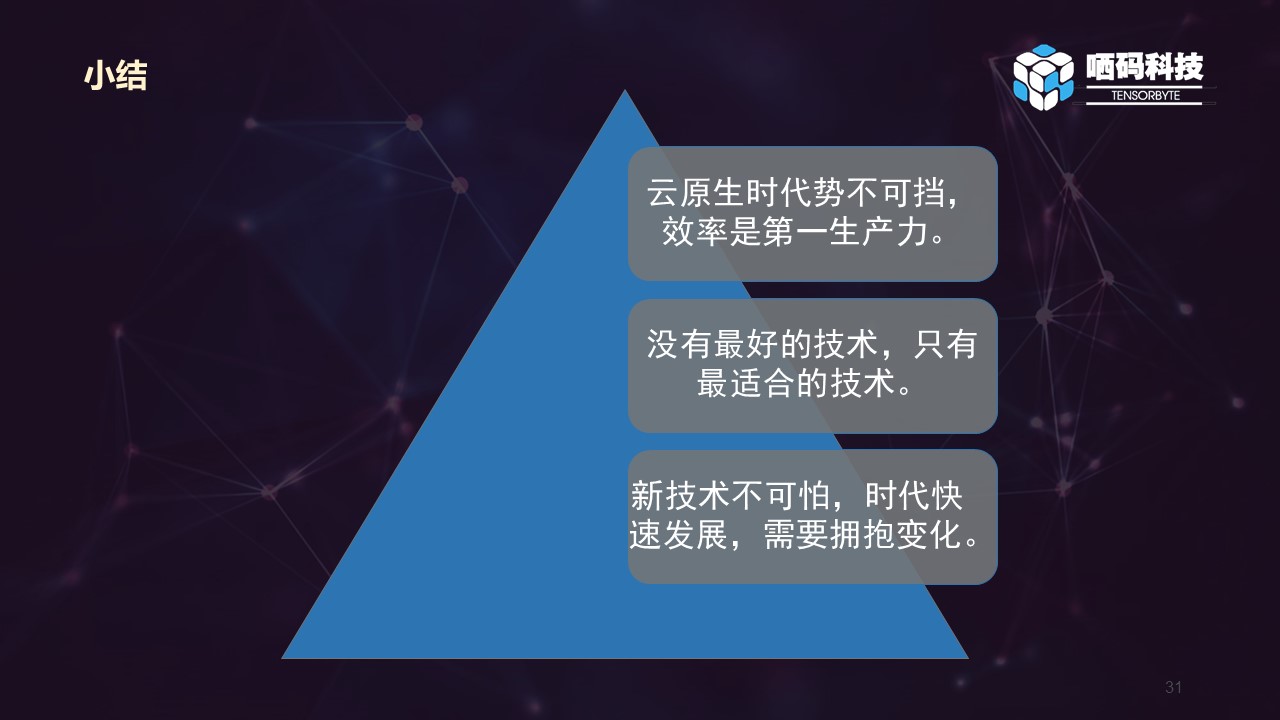 小结
哂码科技
TENSORBYTE
云原生时代势不可挡，
效率是第一生产力。
没有最好的技术，只有
最适合的技术。
新技术不可怕，时代快
速发展，需要拥抱变化。
31